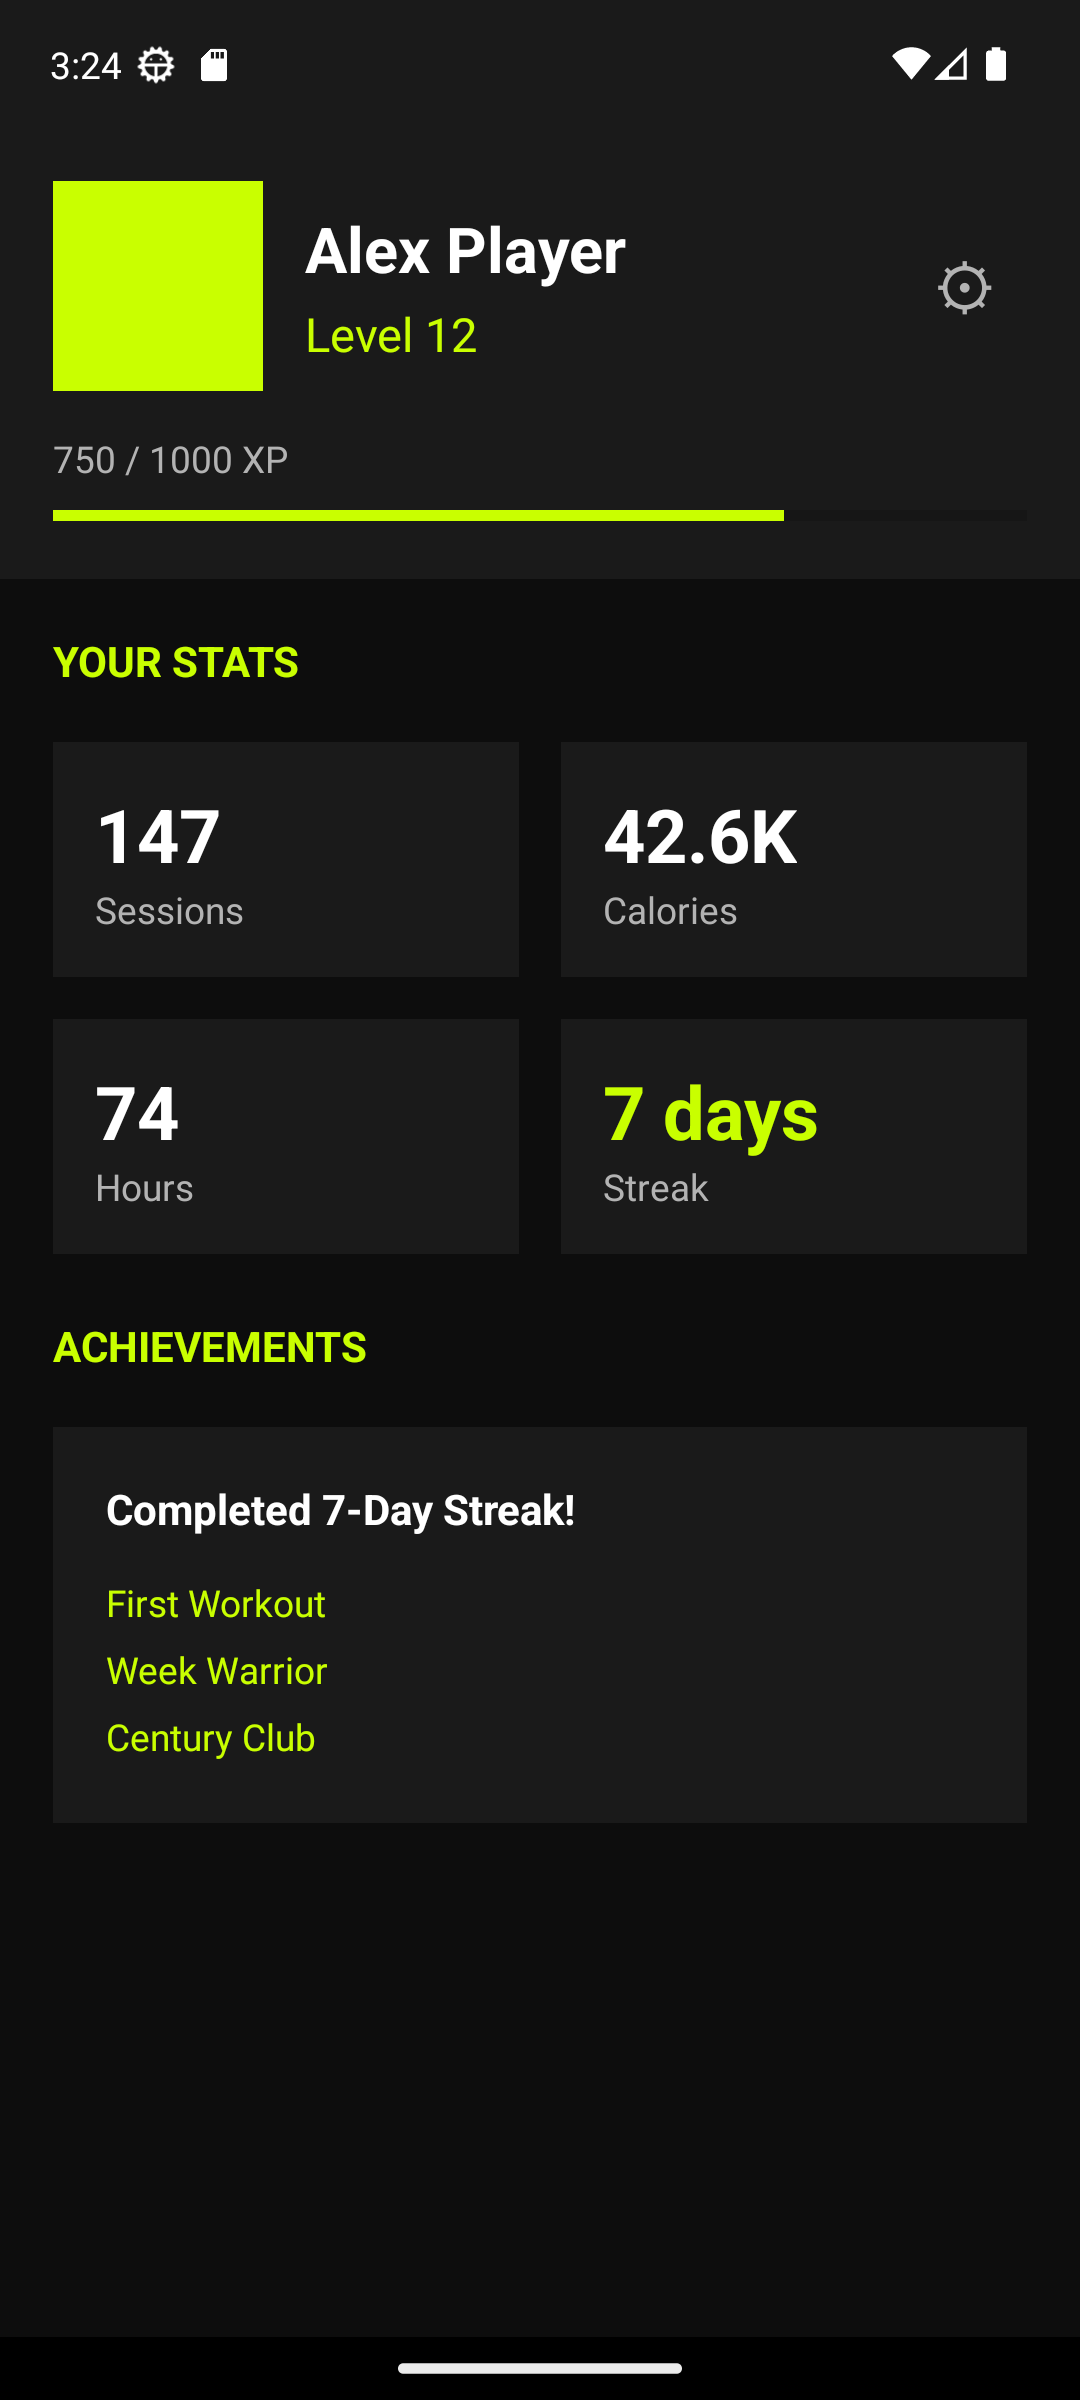 3:24
Alex Player
Level 12
750 / 1000 XP
YOUR STATS
147
Sessions
42.6K
Calories
74
Hours
7 days
Streak
ACHIEVEMENTS
Completed 7-Day Streak!
First Workout
Week Warrior
Century Club